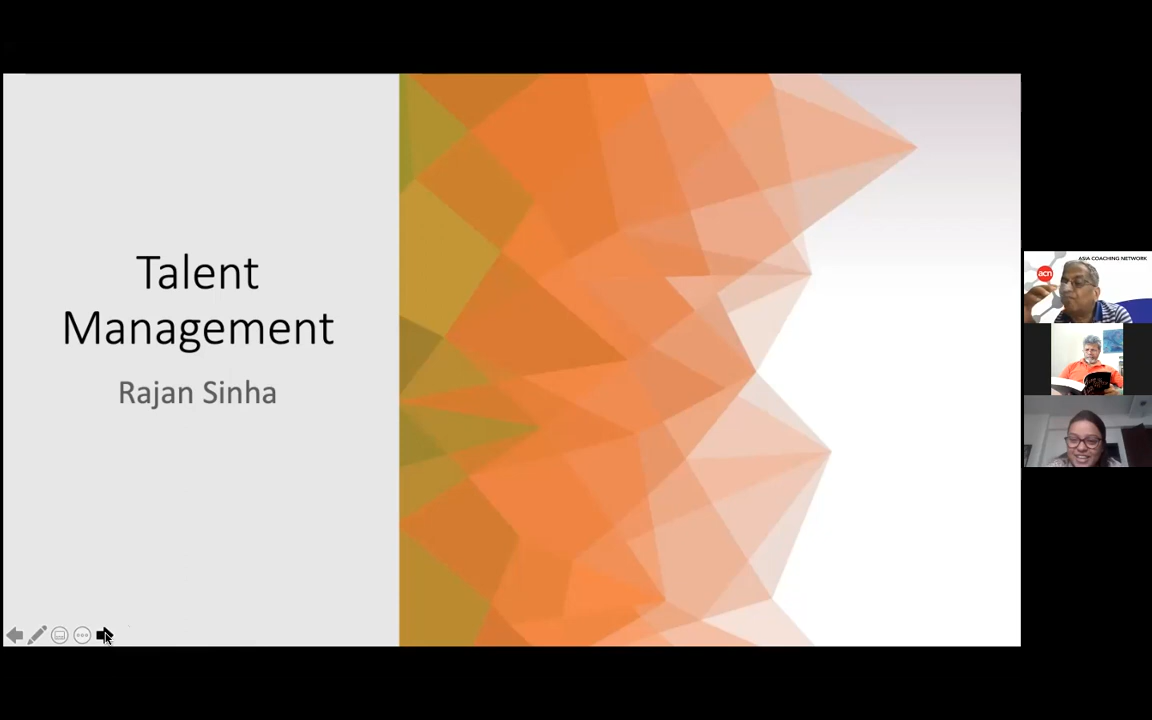 Talent
Management
Rajan Sinha
ASIA COACHING NETWORK
acn